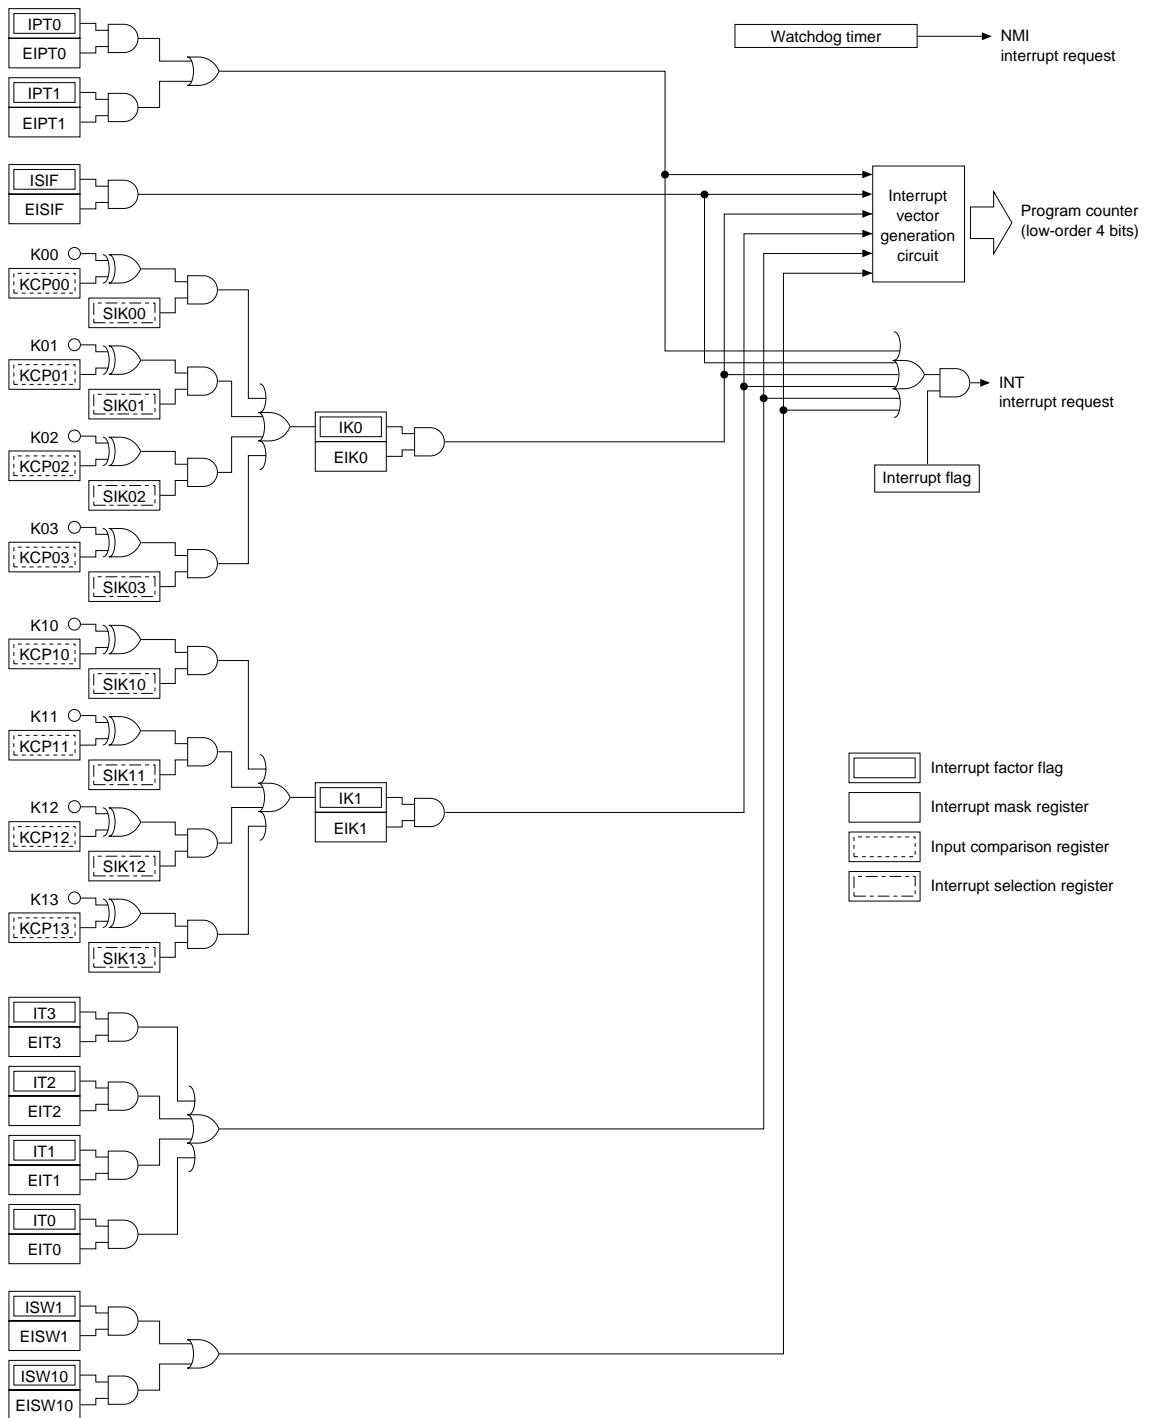 IPT0
EIPT0
IPT1
EIPT1
Watchdog timer
NMI
interrupt request
ISIF
EISIF
Interrupt
vector
generation
circuit
Program counter
(low-order 4 bits)
K00
KCP00
SIK00
K01
KCP01
SIK01
K02
KCP02
SIK02
K03
KCP03
SIK03
IK0
EIK0
INT
interrupt request
Interrupt flag
K10
KCP10
SIK10
K11
KCP11
SIK11
K12
KCP12
SIK12
K13
KCP13
SIK13
IK1
EIK1
Interrupt factor flag
Interrupt mask register
Input comparison register
Interrupt selection register
IT3
EIT3
IT2
EIT2
IT1
EIT1
IT0
EIT0
ISW1
EISW1
ISW10
EISW10